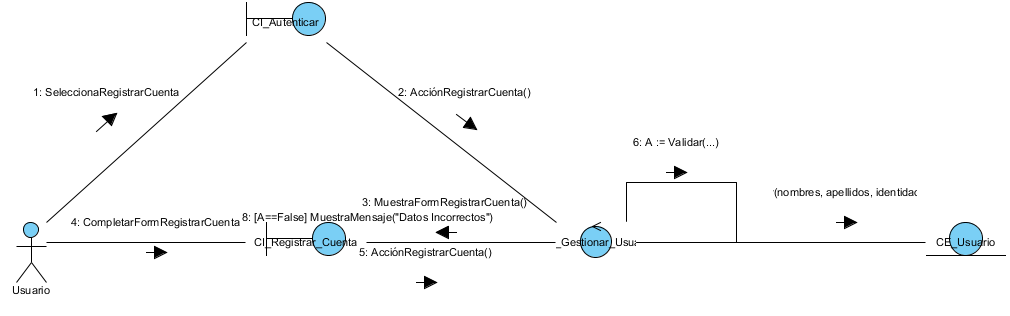 CI_Autenticar
1: SeleccionaRegistrarCuenta
2: AcciónRegistrarCuenta()
6: A := Validar(...)
(nombres, apellidos, identidad
3: MuestraFormRegistrarCuenta()
8: [A==False] MuestraMensaje("Datos Incorrectos")
4: CompletarFormRegistrarCuenta
CI_Registrar_Cuenta
_Gestionar_Usu
CE_Usuario
5: AcciónRegistrarCuenta()
Usuario